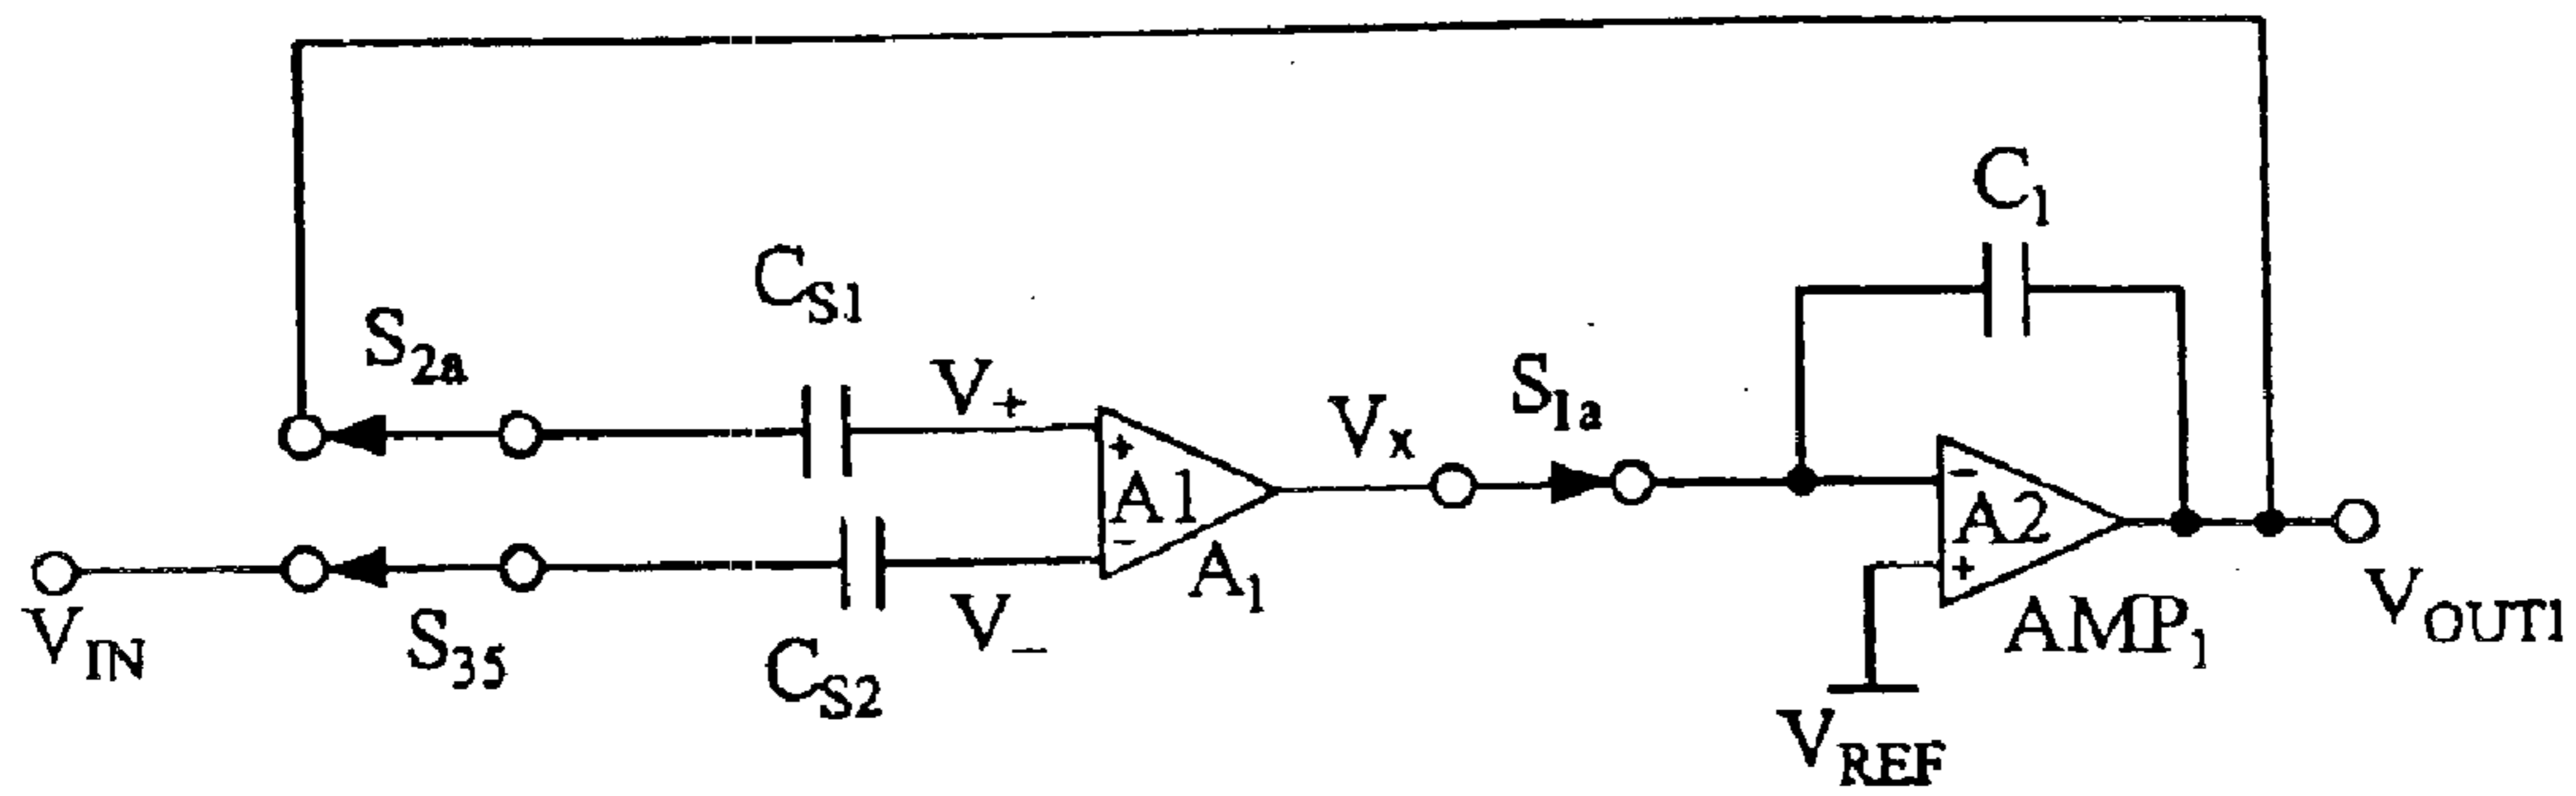 C1
CS1
S2a
V+
Vx
S1a
+
A1
-
A1
-
A2
+
AMP1
VOUT1
VIN
S35
CS2
V-
VREF